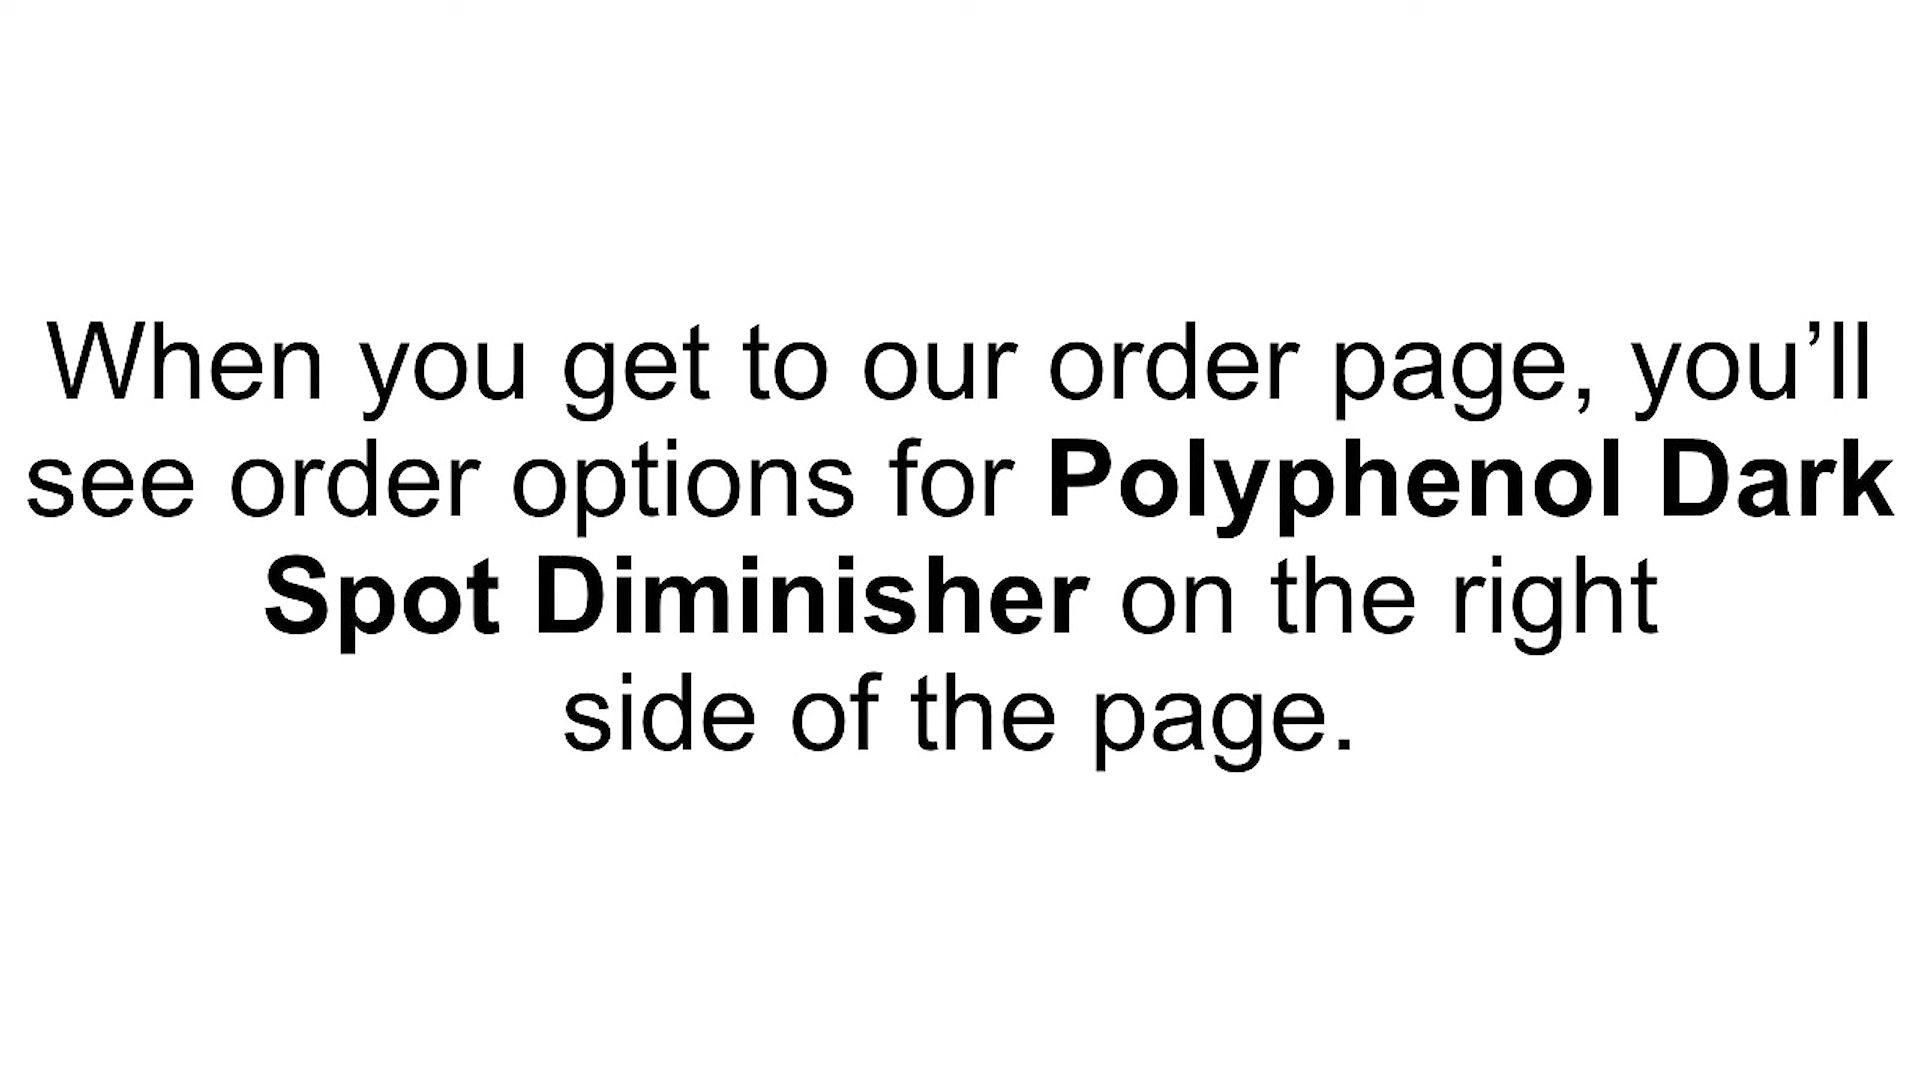 When you get to our order page, you’ll
see order options for Polyphenol Dark
Spot Diminisher on the right
side of the page.